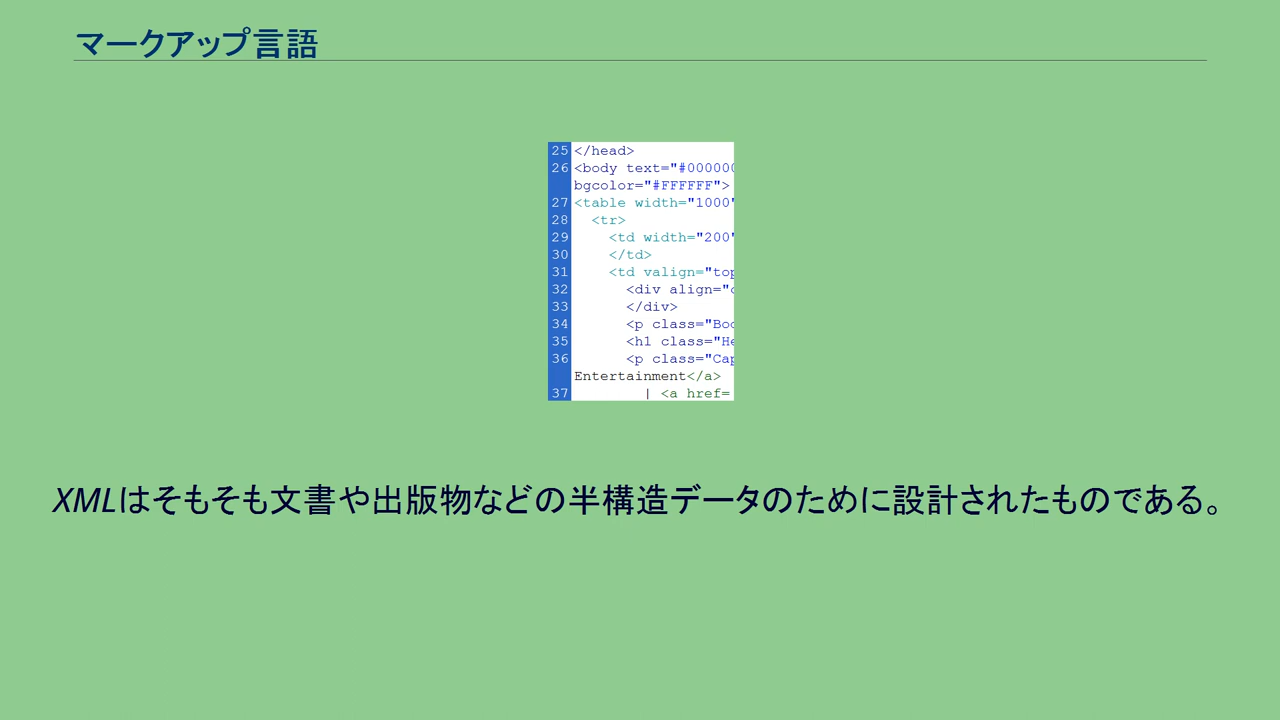 マークアップ言語
25 </head>
26 <body text="#000000
bgcolor="#FFFFFF">
27 <table width="1000"
28 <tr>
29 <td width="200"
30 </td>
31 <td valign="top
32 <div align="c
33 </div>
34 <p class="Boo
35 <h1 class="He
36 <p class="Cap
Entertainment</a>
37 | <a href=
XMLはそもそも文書や出版物などの半構造データのために設計されたものである。